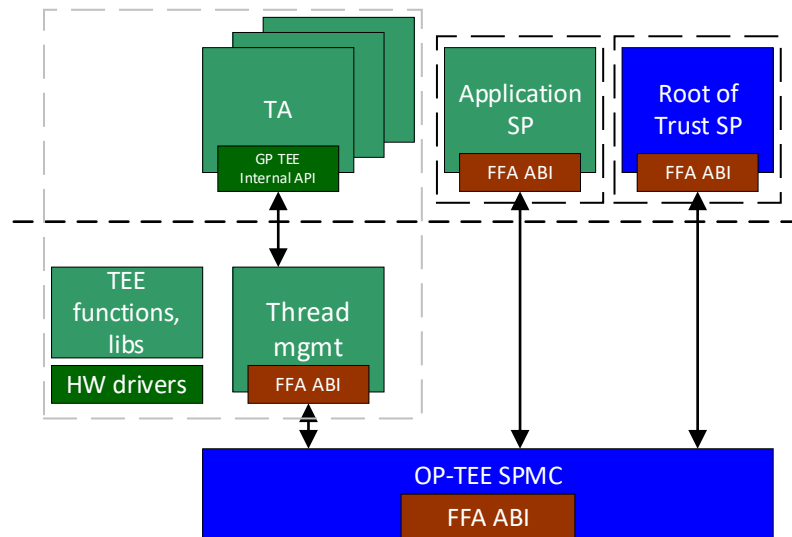 TA
GP TEE
Internal API
Application
SP
FFA ABI
Root of
Trust SP
FFA ABI
TEE
functions,
libs
HW drivers
Thread
mgmt
FFA ABI
OP-TEE SPMC
FFA ABI